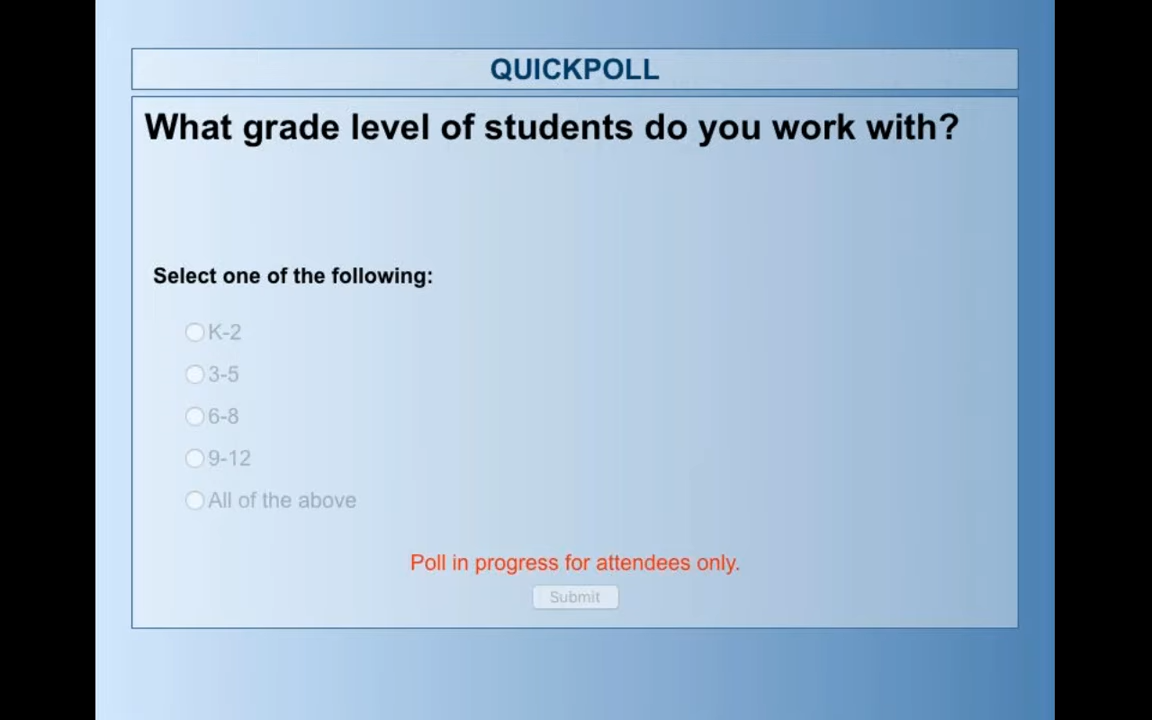 QUICKPOLL
What grade level of students do you work with?
Select one of the following:
K-2
3-5
6-8
9-12
All of the above
Poll in progress for attendees only.
Submit